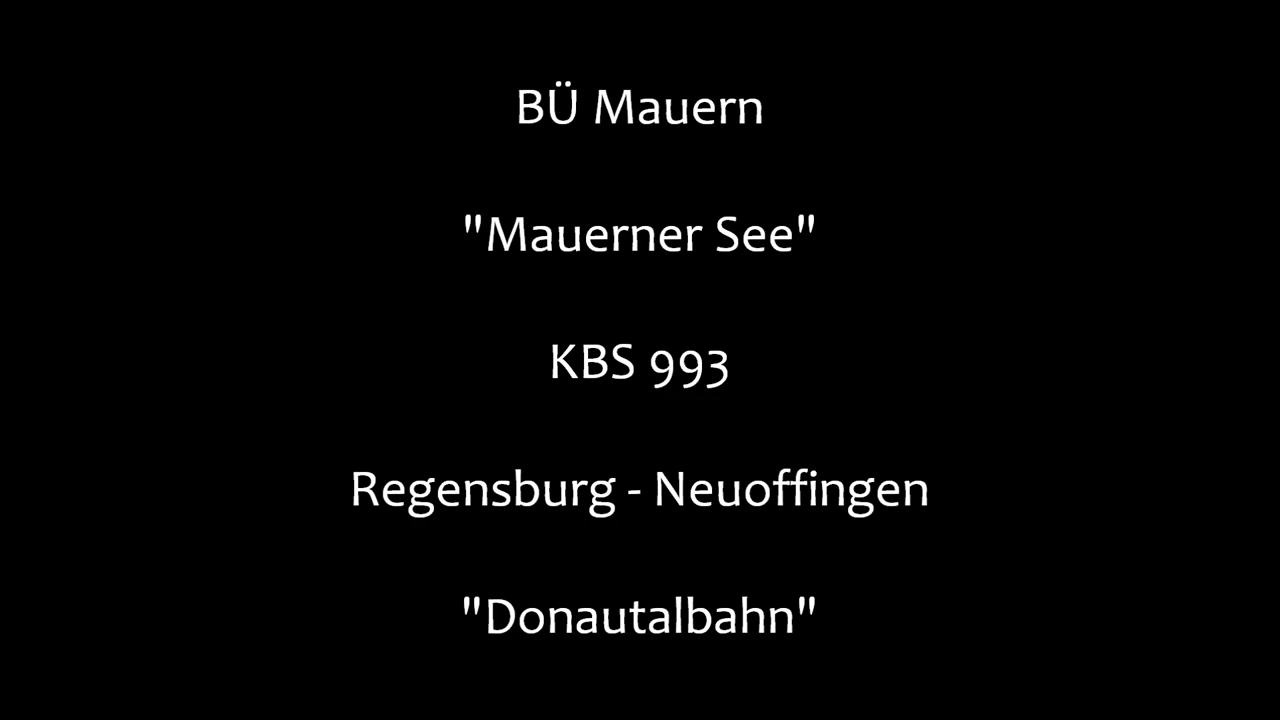 BÜ Mauern
"Mauerner See"
KBS 993
Regensburg - Neuoffingen
"Donautalbahn"